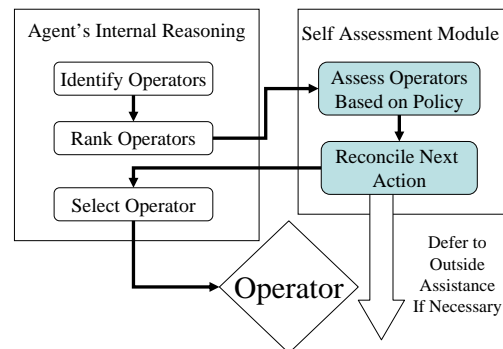 Agent's Internal Reasoning
Identify Operators
Rank Operators
Select Operator
Self Assessment Module
Assess Operators
Based on Policy
Reconcile Next
Action
Operator
Defer to
Outside
Assistance
If Necessary